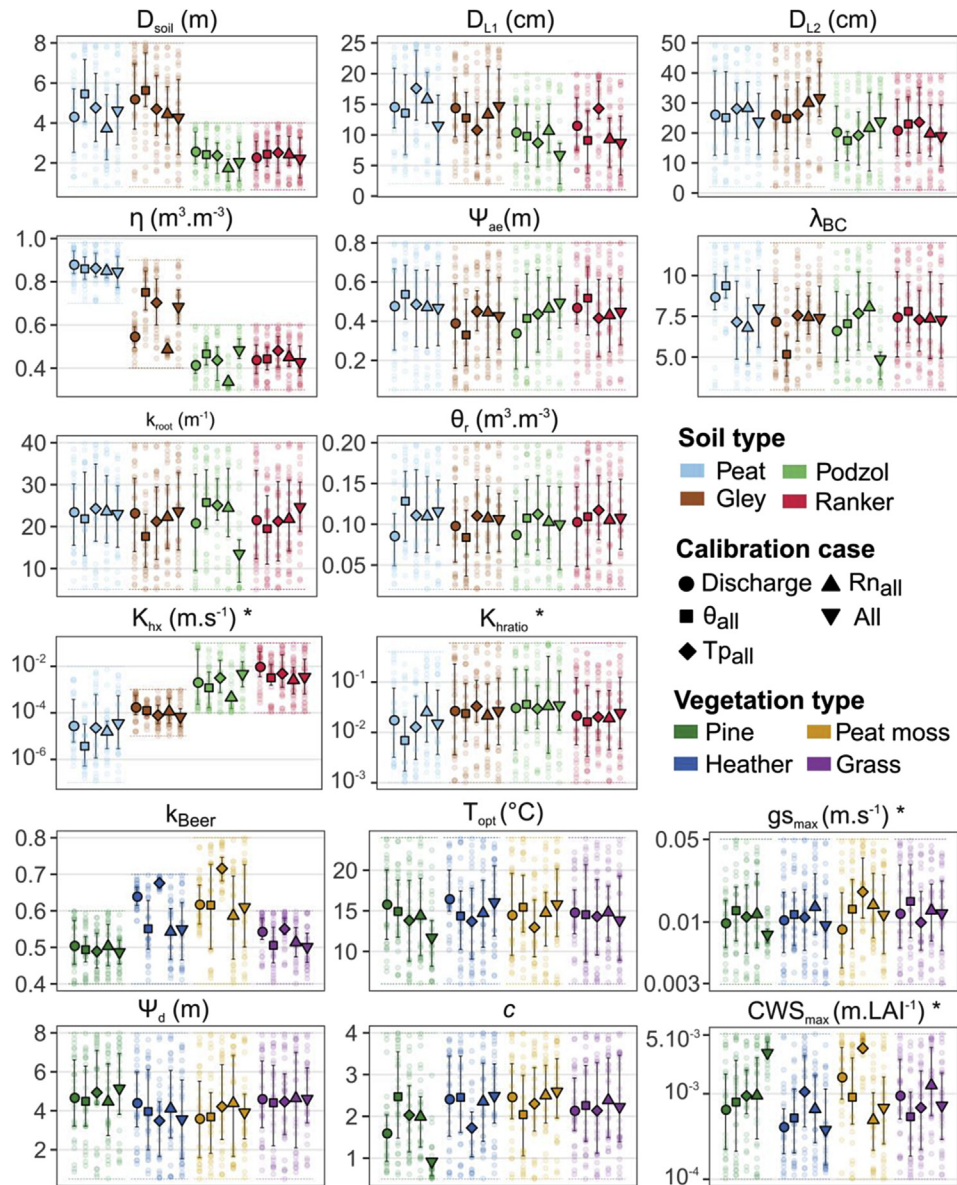 D_soil (m) D_L1 (cm) D_L2 (cm)
8 6 4 2
25 20 15 10 5 0
50 40 30 20 10 0
η (m³.m⁻³) Ψ_ae(m) λ_BC
1.0 0.8 0.6 0.4
0.8 0.6 0.4 0.2
10 7.5 5.0
k_root (m⁻¹) θ_r (m³.m⁻³)
40 30 20 10
0.20 0.15 0.10 0.05
Soil type
Peat Podzol
Gley Ranker
Calibration case
Discharge Rn_all
θ_all All
Tp_all
K_hx (m.s⁻¹) * K_hratio *
10⁻² 10⁻⁴ 10⁻⁶
10⁻¹ 10⁻² 10⁻³
Vegetation type
Pine Peat moss
Heather Grass
k_Beer T_opt (°C) gs_max (m.s⁻¹) *
0.8 0.7 0.6 0.5 0.4
20 15 10
0.05 0.01 0.003
Ψ_d (m) c CWS_max (m.LAI⁻¹) *
8 6 4 2
4 3 2 1
5.10⁻³ 10⁻³ 10⁻⁴